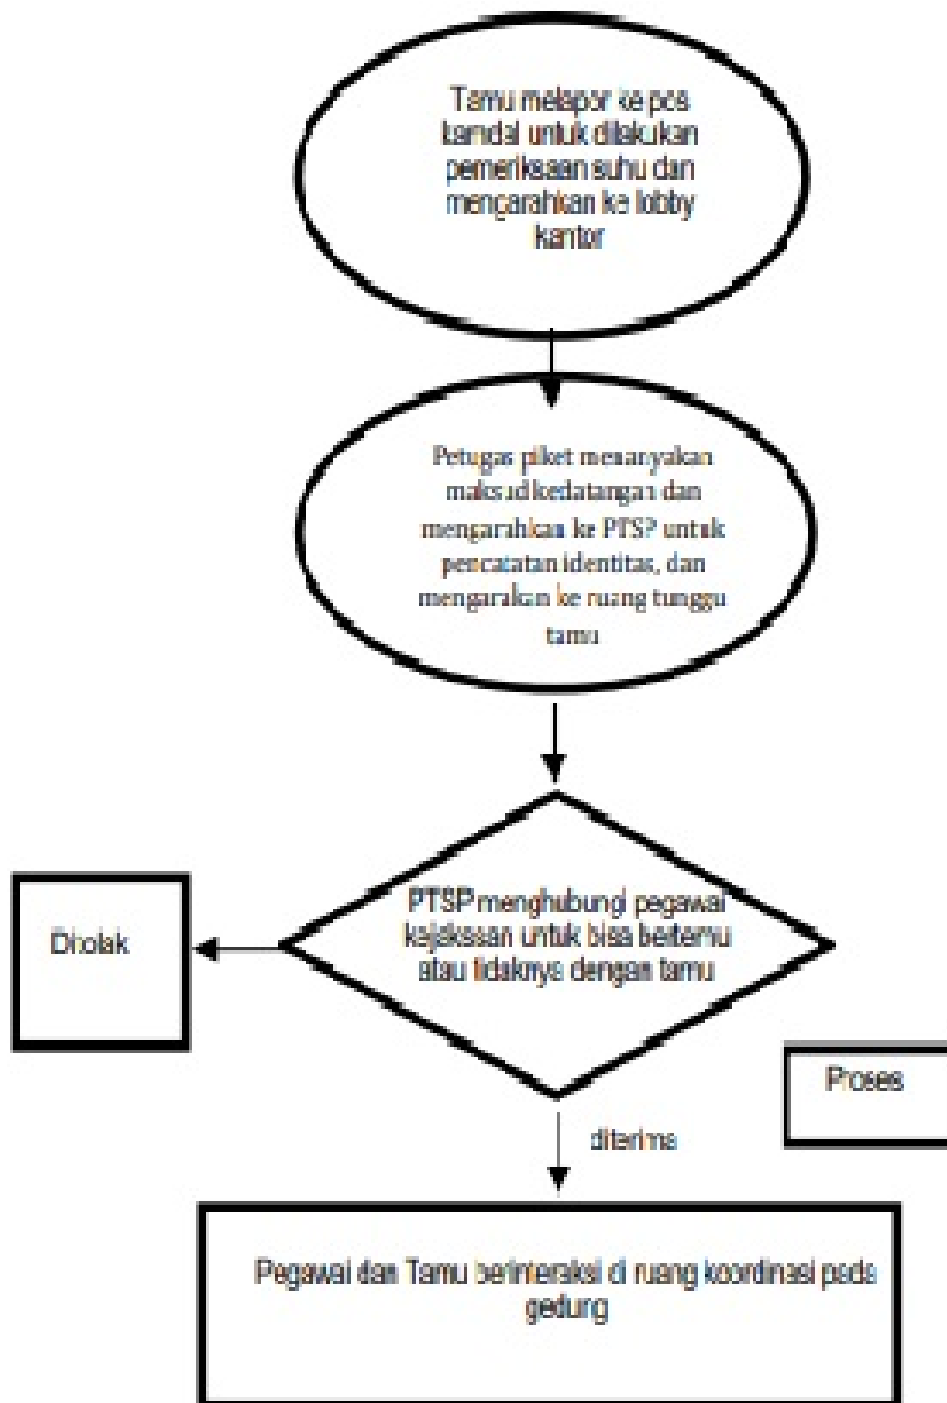 Tamu melapor ke pos
kamdal untuk dilakukan
pemeriksaan suhu dan
mengarahkan ke lobby
kantor
Petugas piket menanyakan
maksud kedatangan dan
mengarahkan ke PTSP untuk
pencatatan identitas, dan
mengarakan ke ruang tunggu
tamu
PTSP menghubungi pegawai
kejaksaan untuk bisa bertemu
atau tidaknya dengan tamu
Ditolak
Proses
diterima
Pegawai dan Tamu berinteraksi di ruang koordinasi pada
gedung